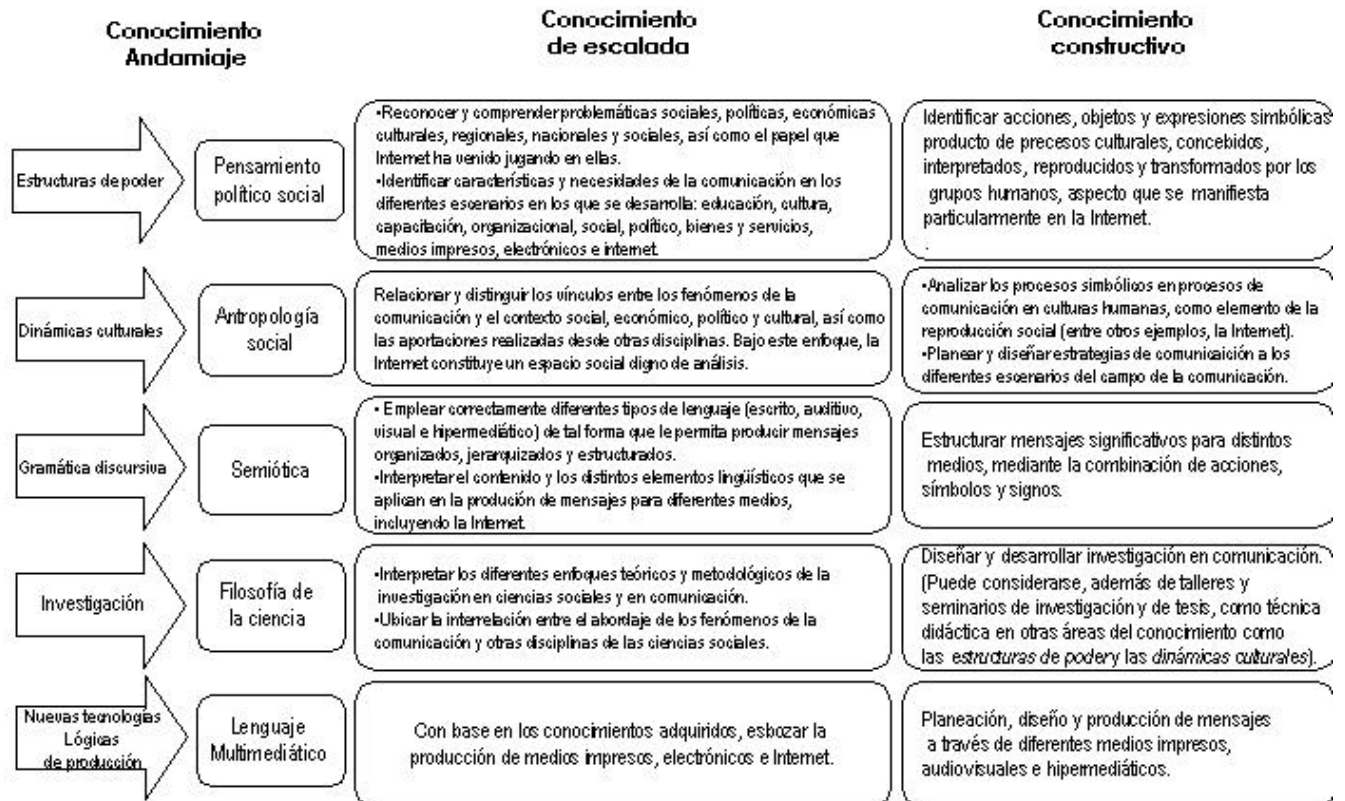 Conocimiento
Andamiaje
Conocimiento
de escalada
Conocimiento
constructivo
Estructuras de poder
Pensamiento
político social
•Reconocer y comprender problemáticas sociales, políticas, económicas
culturales, regionales, nacionales y sociales, así como el papel que
Internet ha venido jugando en ellas.
•Identificar características y necesidades de la comunicación en los
diferentes escenarios en los que se desarrolla: educación, cultura,
capacitación, organizacional, social, político, bienes y servicios,
medios impresos, electrónicos e internet.
Identificar acciones, objetos y expresiones simbólicas
producto de precesos culturales, concebidos,
interpretados, reproducidos y transformados por los
grupos humanos, aspecto que se manifiesta
particularmente en la Internet.
.
Dinámicas culturales
Antropología
social
Relacionar y distinguir los vínculos entre los fenómenos de la
comunicación y el contexto social, económico, político y cultural, así como
las aportaciones realizadas desde otras disciplinas. Bajo este enfoque, la
Internet constituye un espacio social digno de análisis.
•Analizar los procesos simbólicos en procesos de
comunicación en culturas humanas, como elemento de la
reproducción social (entre otros ejemplos, la Internet).
•Planear y diseñar estrategias de comunicaición a los
diferentes escenarios del campo de la comunicación.
Gramática discursiva
Semiótica
• Emplear correctamente diferentes tipos de lenguaje (escrito, auditivo,
visual e hipermediático) de tal forma que le permita producir mensajes
organizados, jerarquizados y estructurados.
•Interpretar el contenido y los distintos elementos lingüísticos que se
aplican en la produción de mensajes para diferentes medios,
incluyendo la Internet.
Estructurar mensajes significativos para distintos
medios, mediante la combinación de acciones,
símbolos y signos.
Investigación
Filosofía de
la ciencia
•Interpretar los diferentes enfoques teóricos y metodológicos de la
investigación en ciencias sociales y en comunicación.
•Ubicar la interrelación entre el abordaje de los fenómenos de la
comunicación y otras disciplinas de las ciencias sociales.
Diseñar y desarrollar investigación en comunicación.
(Puede considerarse, además de talleres y
seminarios de investigación y de tesis, como técnica
didáctica en otras áreas del conocimiento como
las estructuras de poder y las dinámicas culturales).
Nuevas tecnologías
Lógicas
de producción
Lenguaje
Multimediático
Con base en los conocimientos adquiridos, esbozar la
producción de medios impresos, electrónicos e Internet.
Planeación, diseño y producción de mensajes
a través de diferentes medios impresos,
audiovisuales e hipermediáticos.